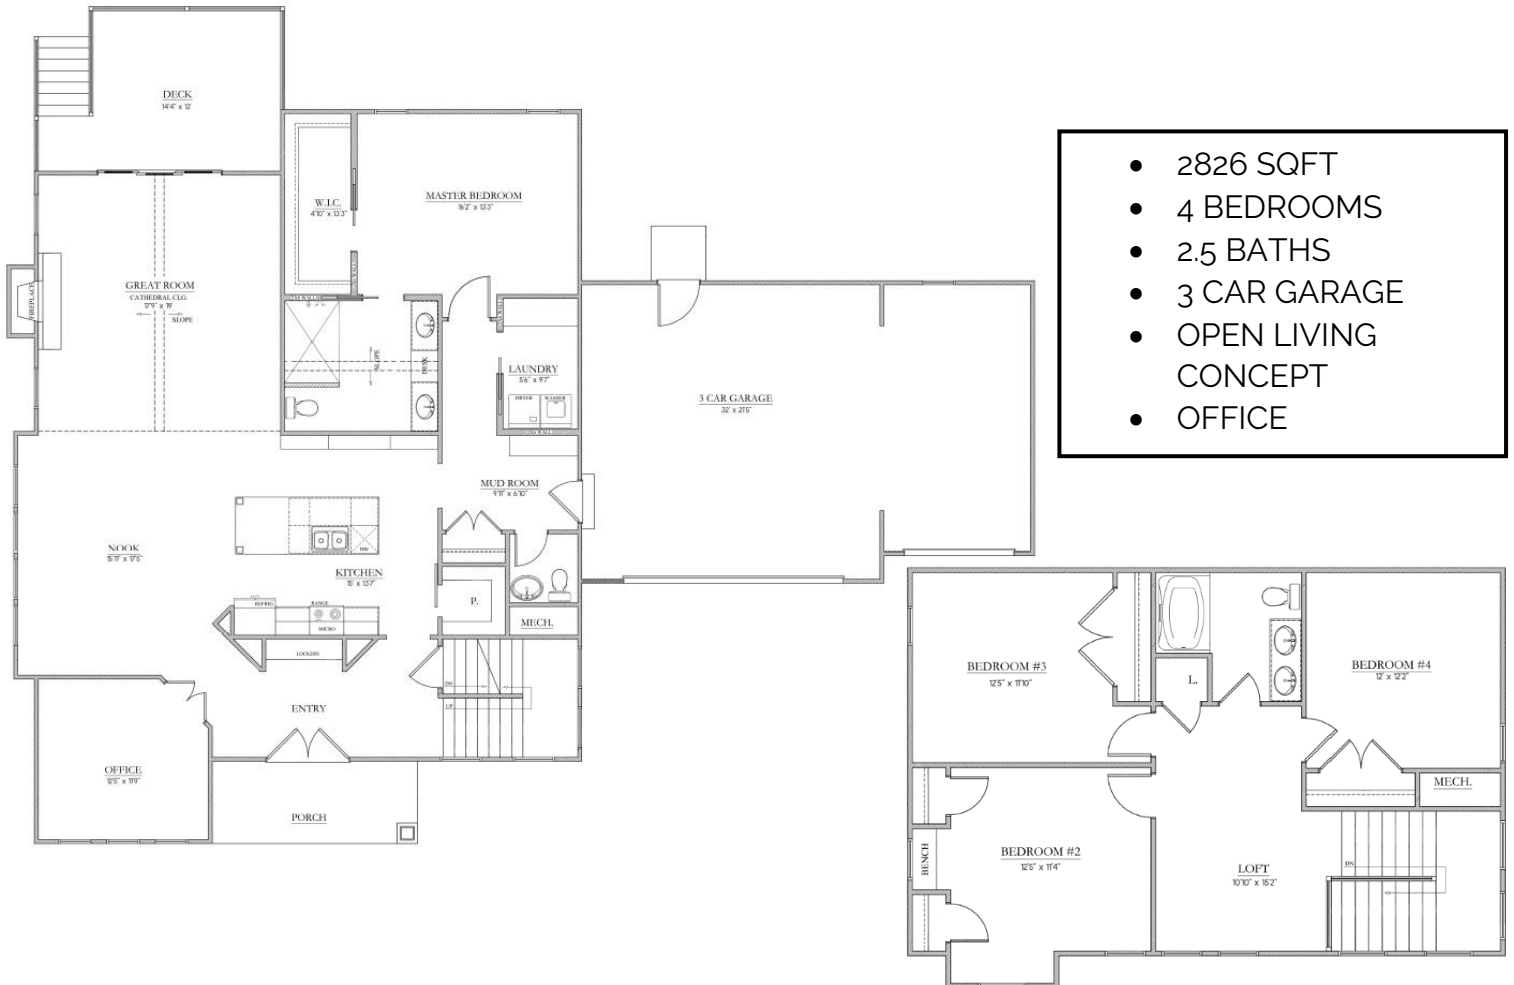 DECK
14'4" x 12'
W.I.C.
4'10" x 13'3"
MASTER BEDROOM
16'2" x 13'3"
GREAT ROOM
CATHEDRAL CLG.
17'9" x 19'
SLOPE
FIREPLACE
SLOPE
DESK
LAUNDRY
5'6" x 9'7"
DRYER
WASHER
3 CAR GARAGE
32' x 21'5"
MUD ROOM
9'11" x 6'10"
NOOK
15'11" x 17'5"
DW
KITCHEN
15' x 13'7"
REFRIG.
RANGE
MICRO.
P.
MECH.
LOCKERS
DN
UP
ENTRY
OFFICE
12'5" x 11'9"
PORCH
• 2826 SQFT
• 4 BEDROOMS
• 2.5 BATHS
• 3 CAR GARAGE
• OPEN LIVING
CONCEPT
• OFFICE
BEDROOM #3
12'5" x 11'10"
L.
BEDROOM #4
12' x 12'2"
MECH.
BENCH
BEDROOM #2
12'5" x 11'4"
LOFT
10'10" x 15'2"
DN